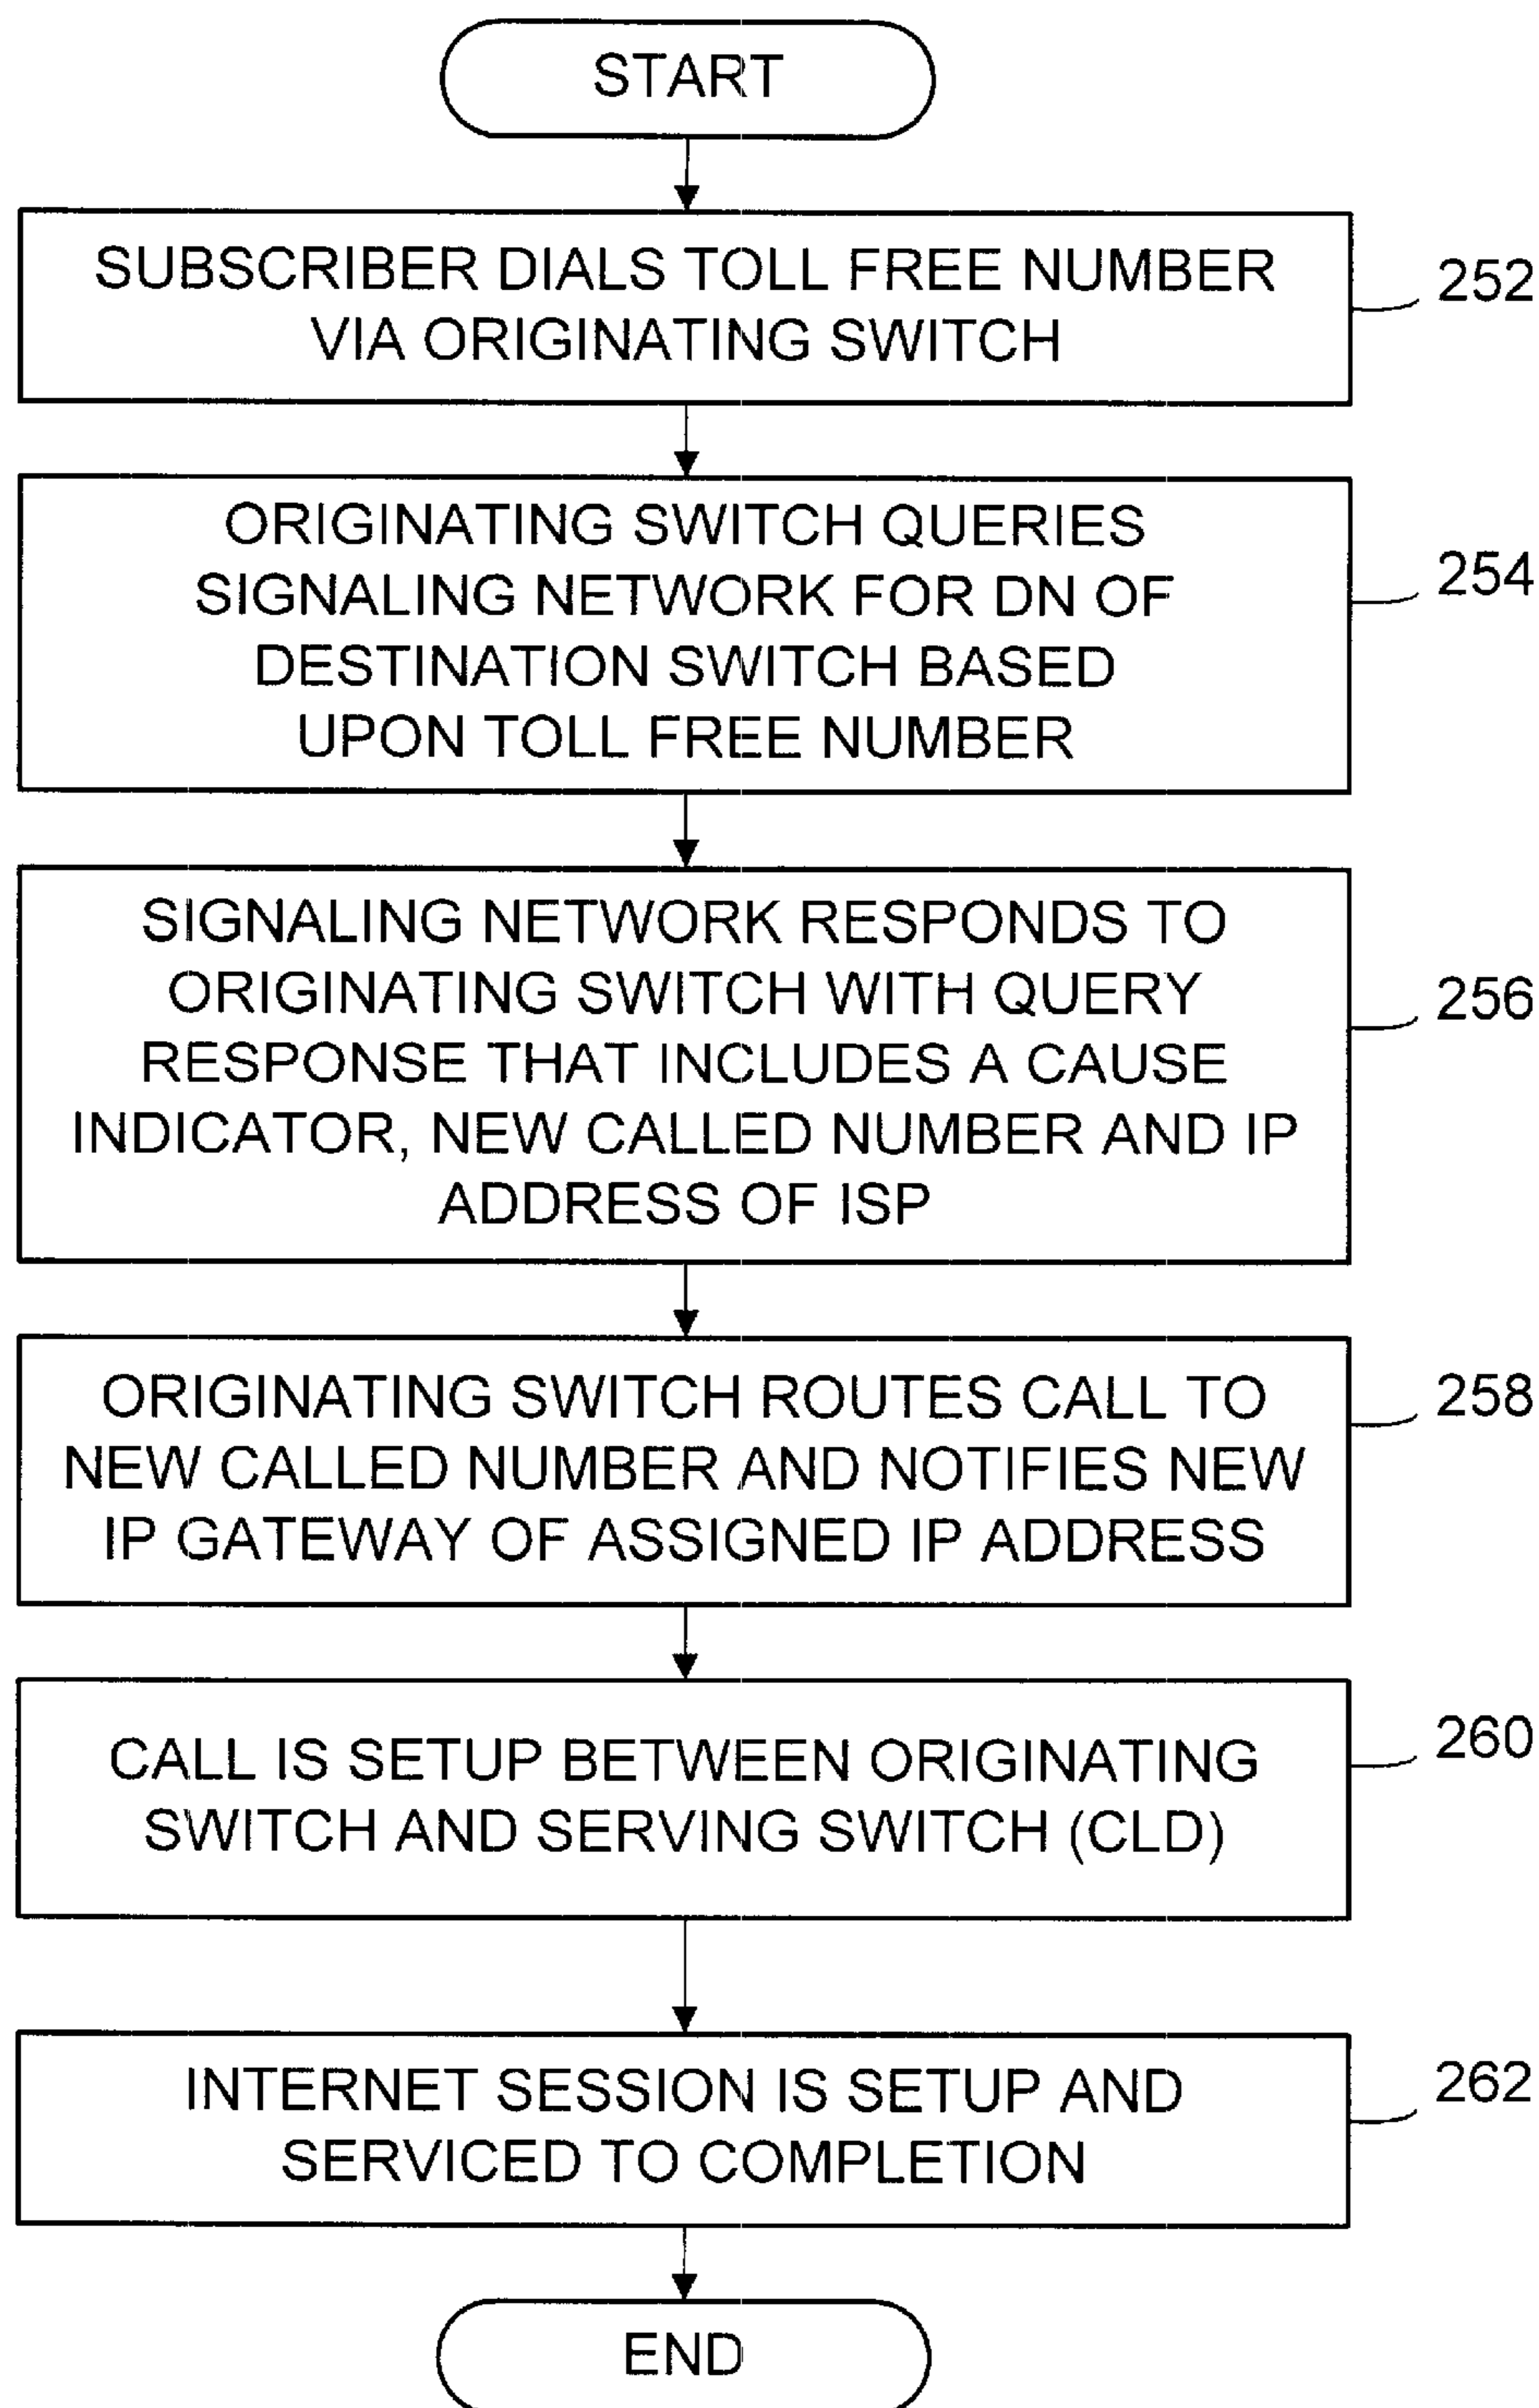 START
SUBSCRIBER DIALS TOLL FREE NUMBER
VIA ORIGINATING SWITCH
252
ORIGINATING SWITCH QUERIES
SIGNALING NETWORK FOR DN OF
DESTINATION SWITCH BASED
UPON TOLL FREE NUMBER
254
SIGNALING NETWORK RESPONDS TO
ORIGINATING SWITCH WITH QUERY
RESPONSE THAT INCLUDES A CAUSE
INDICATOR, NEW CALLED NUMBER AND IP
ADDRESS OF ISP
256
ORIGINATING SWITCH ROUTES CALL TO
NEW CALLED NUMBER AND NOTIFIES NEW
IP GATEWAY OF ASSIGNED IP ADDRESS
258
CALL IS SETUP BETWEEN ORIGINATING
SWITCH AND SERVING SWITCH (CLD)
260
INTERNET SESSION IS SETUP AND
SERVICED TO COMPLETION
262
END